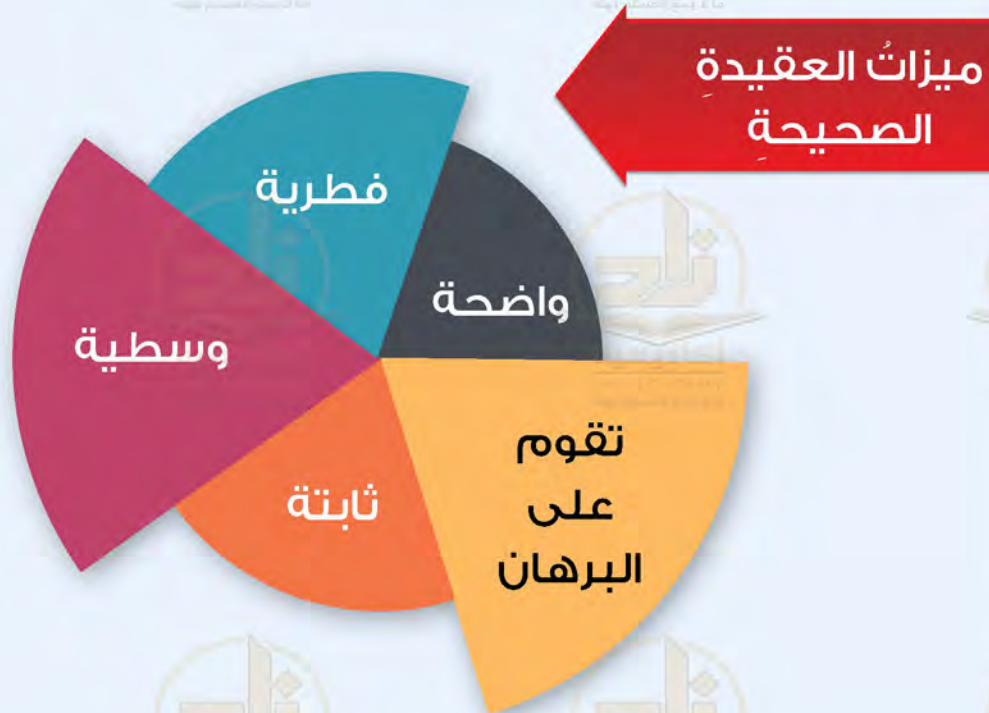 ميزاتُ العقيدةِ
الصحيحةِ
واضحة
فطرية
وسطية
ثابتة
تقوم
على
البرهان